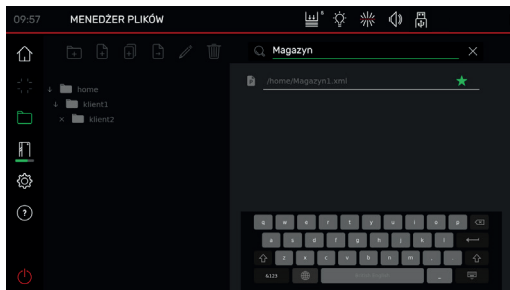 09:57 MENEDŻER PLIKÓW
Magazyn
/home/Magazyn1.xml
home
klient1
klient2
q w e r t y u i o p
a s d f g h j k l
z x c v b n m , .
&123 _